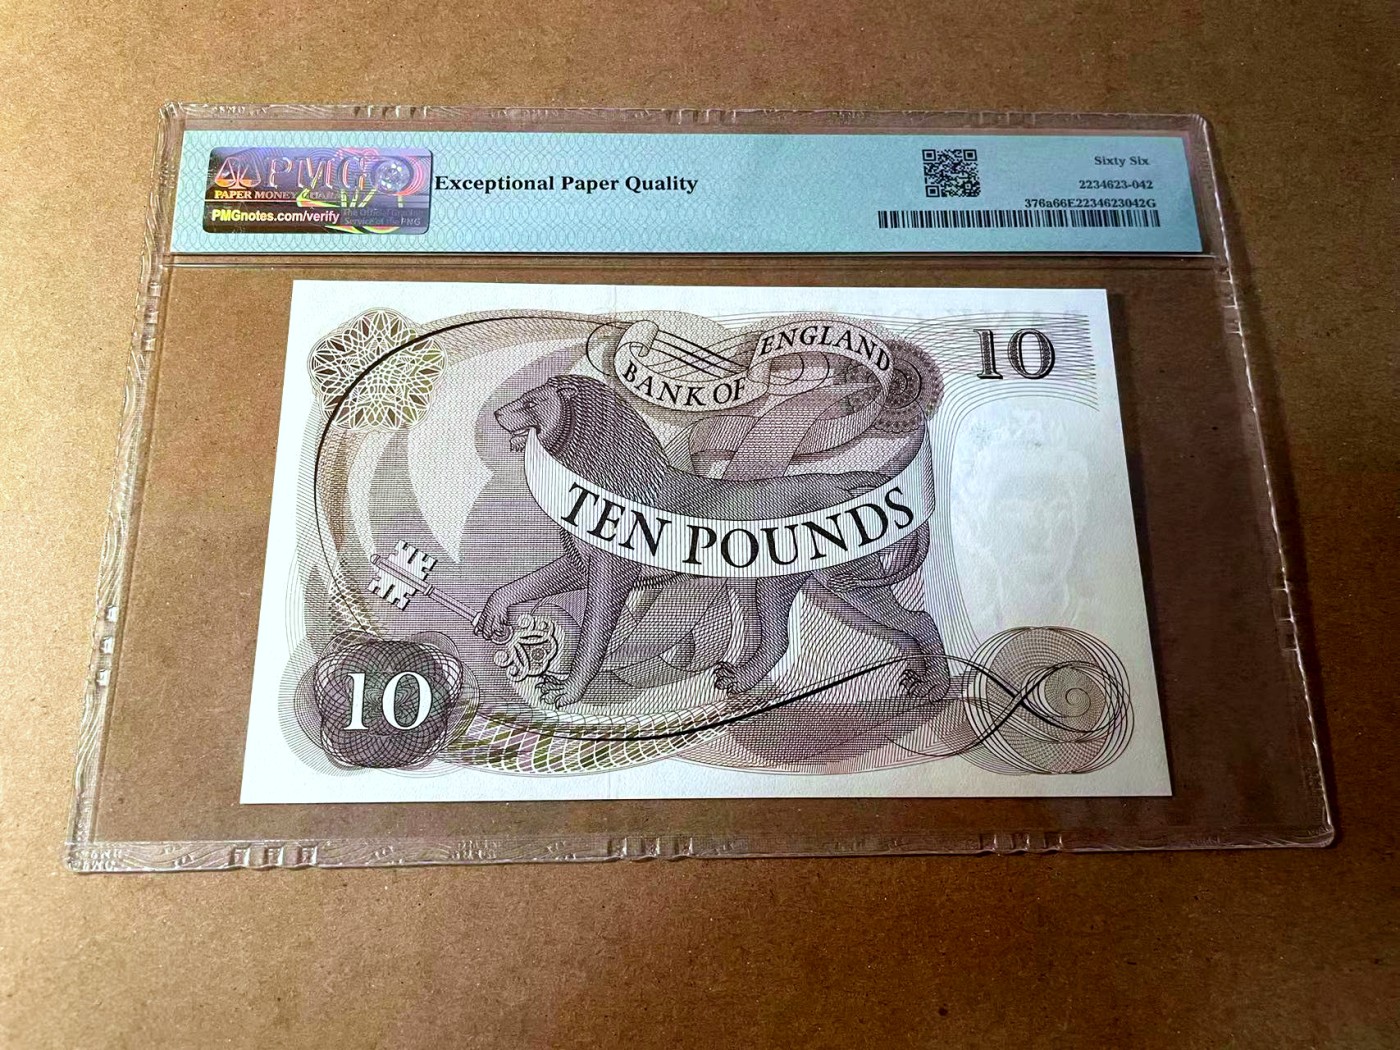 PMG
PAPER MONEY GUARANTY
PMGnotes.com/verify
Exceptional Paper Quality
Sixty Six
2234623-042
376a66E2234623042G
BANK OF ENGLAND
10
TEN POUNDS
10